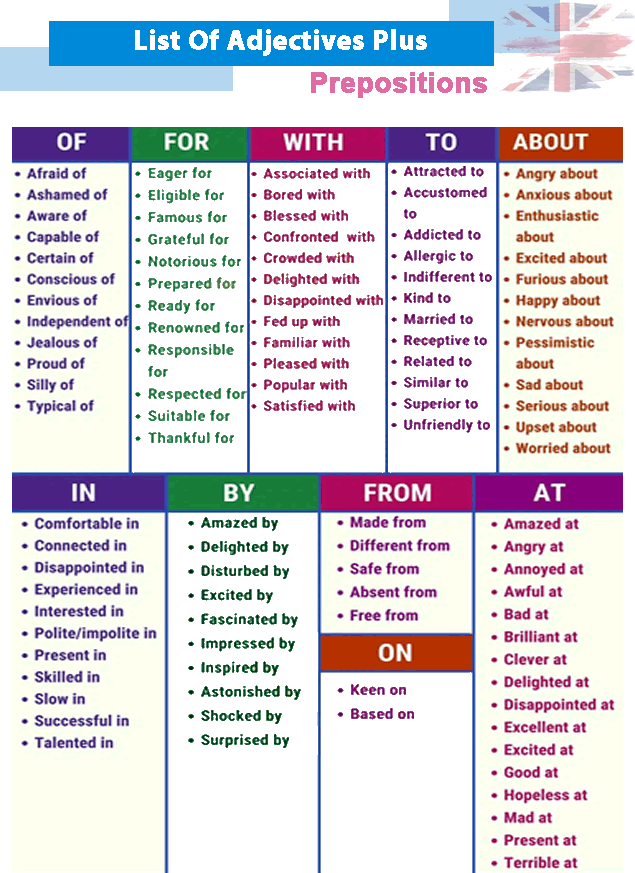 List Of Adjectives Plus
Prepositions
OF
• Afraid of
• Ashamed of
• Aware of
• Capable of
• Certain of
• Conscious of
• Envious of
• Independent of
• Jealous of
• Proud of
• Silly of
• Typical of
FOR
• Eager for
• Eligible for
• Famous for
• Grateful for
• Notorious for
• Prepared for
• Ready for
• Renowned for
• Responsible
for
• Respected for
• Suitable for
• Thankful for
WITH
• Associated with
• Bored with
• Blessed with
• Confronted with
• Crowded with
• Delighted with
• Disappointed with
• Fed up with
• Familiar with
• Pleased with
• Popular with
• Satisfied with
TO
• Attracted to
• Accustomed
to
• Addicted to
• Allergic to
• Indifferent to
• Kind to
• Married to
• Receptive to
• Related to
• Similar to
• Superior to
• Unfriendly to
ABOUT
• Angry about
• Anxious about
• Enthusiastic
about
• Excited about
• Furious about
• Happy about
• Nervous about
• Pessimistic
about
• Sad about
• Serious about
• Upset about
• Worried about
IN
• Comfortable in
• Connected in
• Disappointed in
• Experienced in
• Interested in
• Polite/impolite in
• Present in
• Skilled in
• Slow in
• Successful in
• Talented in
BY
• Amazed by
• Delighted by
• Disturbed by
• Excited by
• Fascinated by
• Impressed by
• Inspired by
• Astonished by
• Shocked by
• Surprised by
FROM
• Made from
• Different from
• Safe from
• Absent from
• Free from
ON
• Keen on
• Based on
AT
• Amazed at
• Angry at
• Annoyed at
• Awful at
• Bad at
• Brilliant at
• Clever at
• Delighted at
• Disappointed at
• Excellent at
• Excited at
• Good at
• Hopeless at
• Mad at
• Present at
• Terrible at